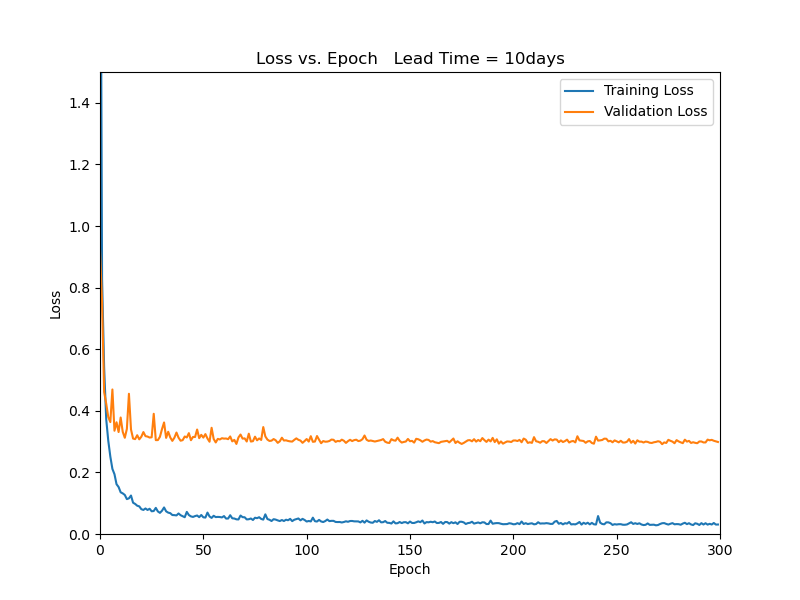 Loss vs. Epoch   Lead Time = 10days
Training Loss
Validation Loss
Loss
1.4
1.2
1.0
0.8
0.6
0.4
0.2
0.0
0 50 100 150 200 250 300
Epoch